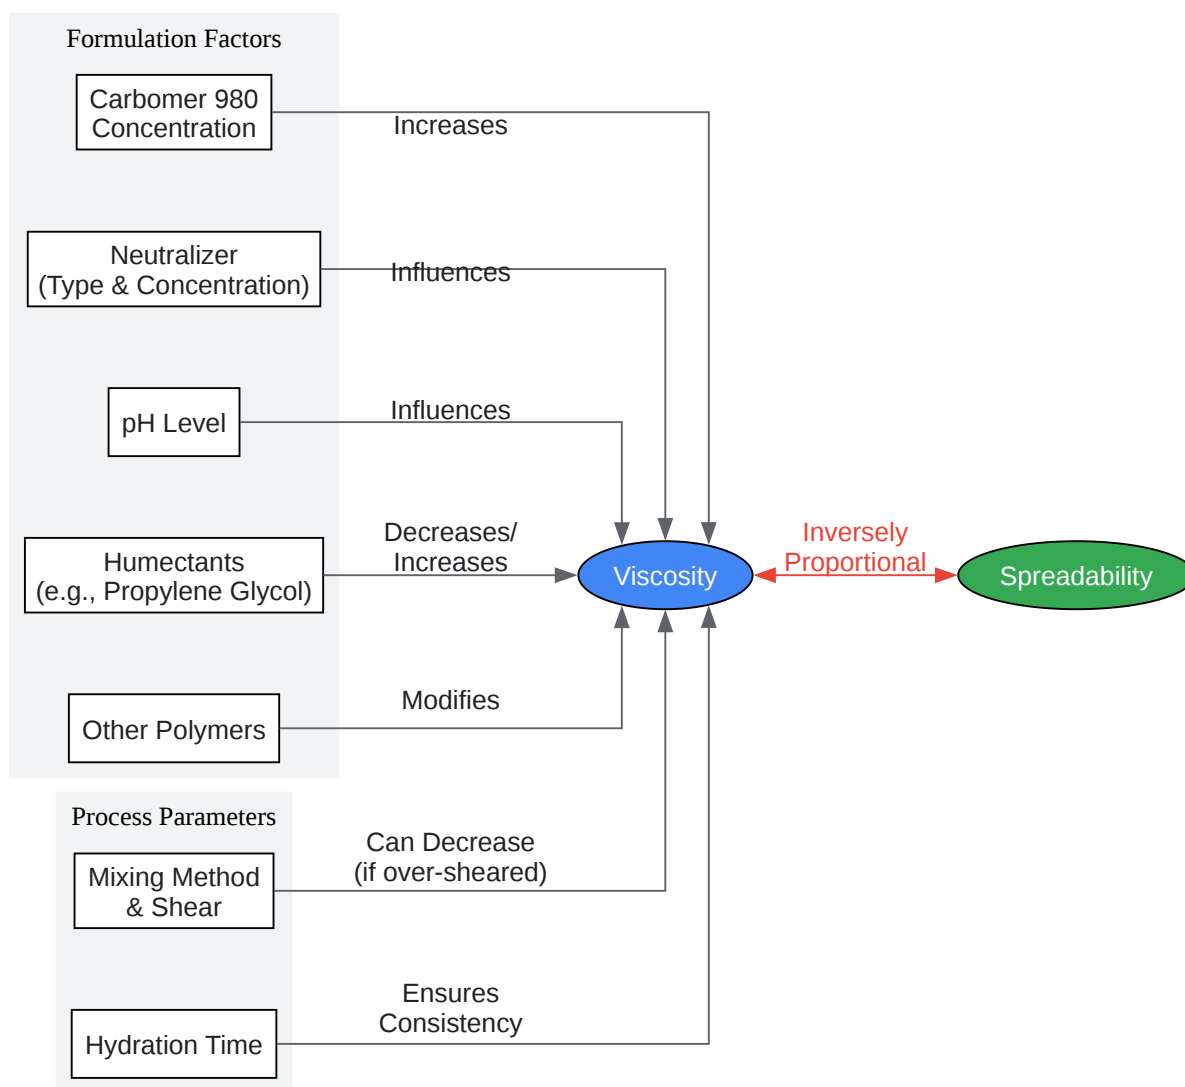 Formulation Factors
Carbomer 980
Concentration
Increases
Neutralizer
(Type & Concentration)
Influences
pH Level
Influences
Humectants
(e.g., Propylene Glycol)
Decreases/
Increases
Viscosity
Inversely
Proportional
Spreadability
Other Polymers
Modifies
Process Parameters
Mixing Method
& Shear
Can Decrease
(if over-sheared)
Hydration Time
Ensures
Consistency